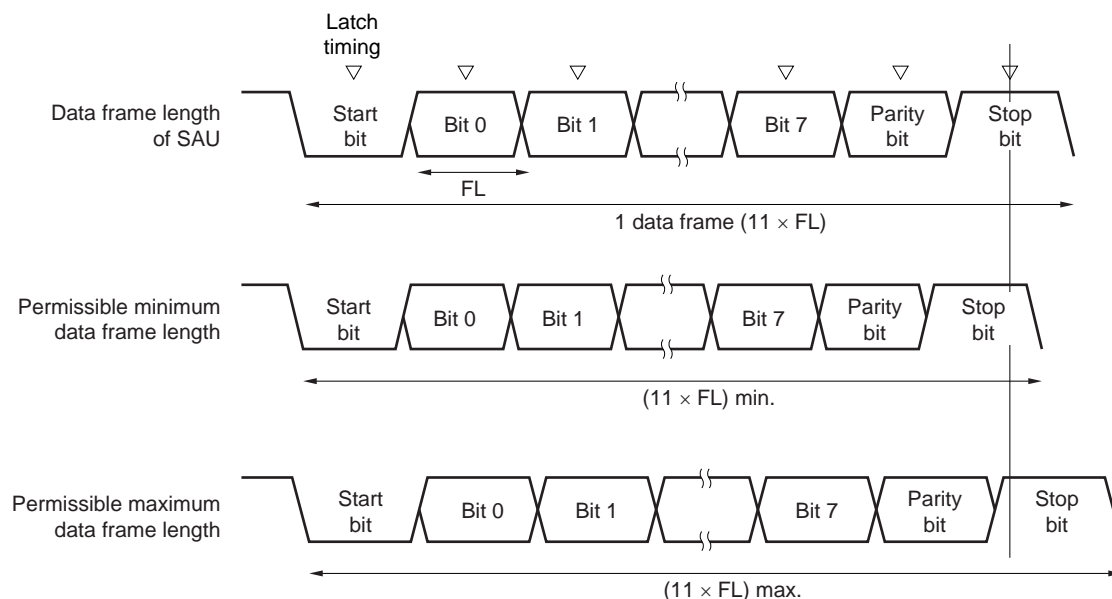 Latch
timing
Data frame length
of SAU
Start
bit
Bit 0
Bit 1
Bit 7
Parity
bit
Stop
bit
FL
1 data frame (11 × FL)
Permissible minimum
data frame length
Start
bit
Bit 0
Bit 1
Bit 7
Parity
bit
Stop
bit
(11 × FL) min.
Permissible maximum
data frame length
Start
bit
Bit 0
Bit 1
Bit 7
Parity
bit
Stop
bit
(11 × FL) max.